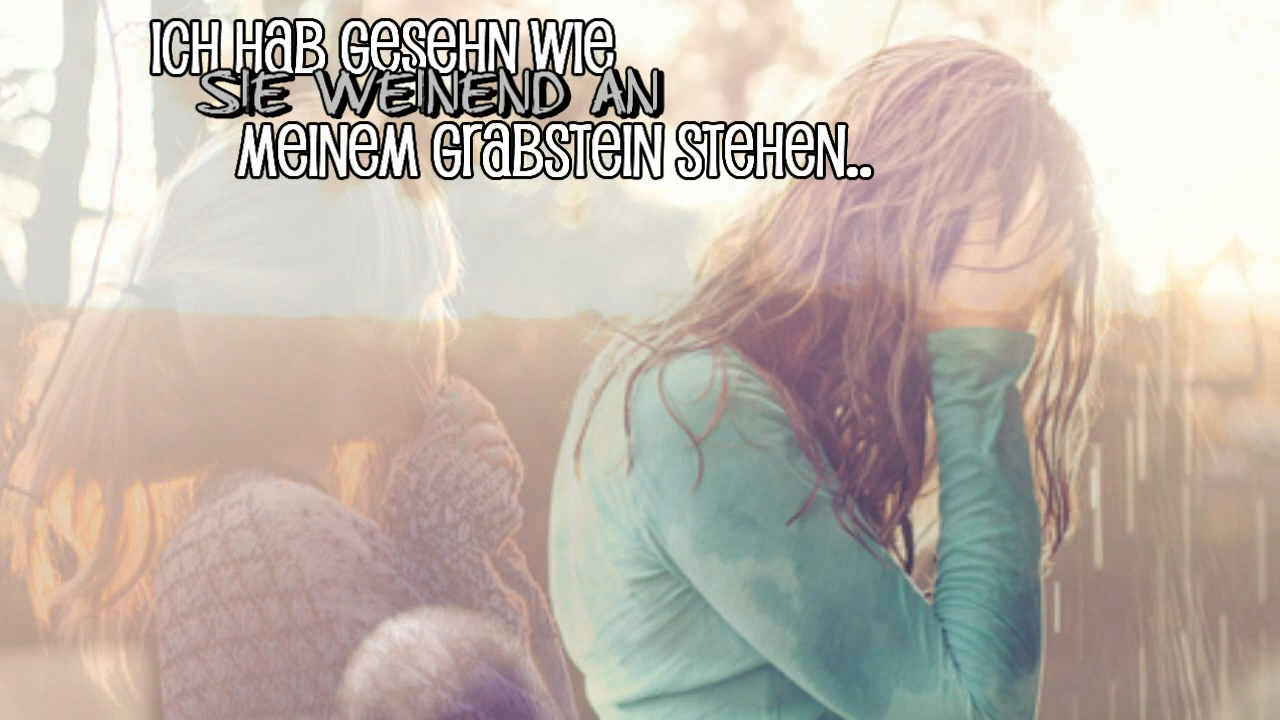 ICH HAB GESEHN WIE
SIE WEINEND AN
MEINEM GRABSTEIN STEHEN..